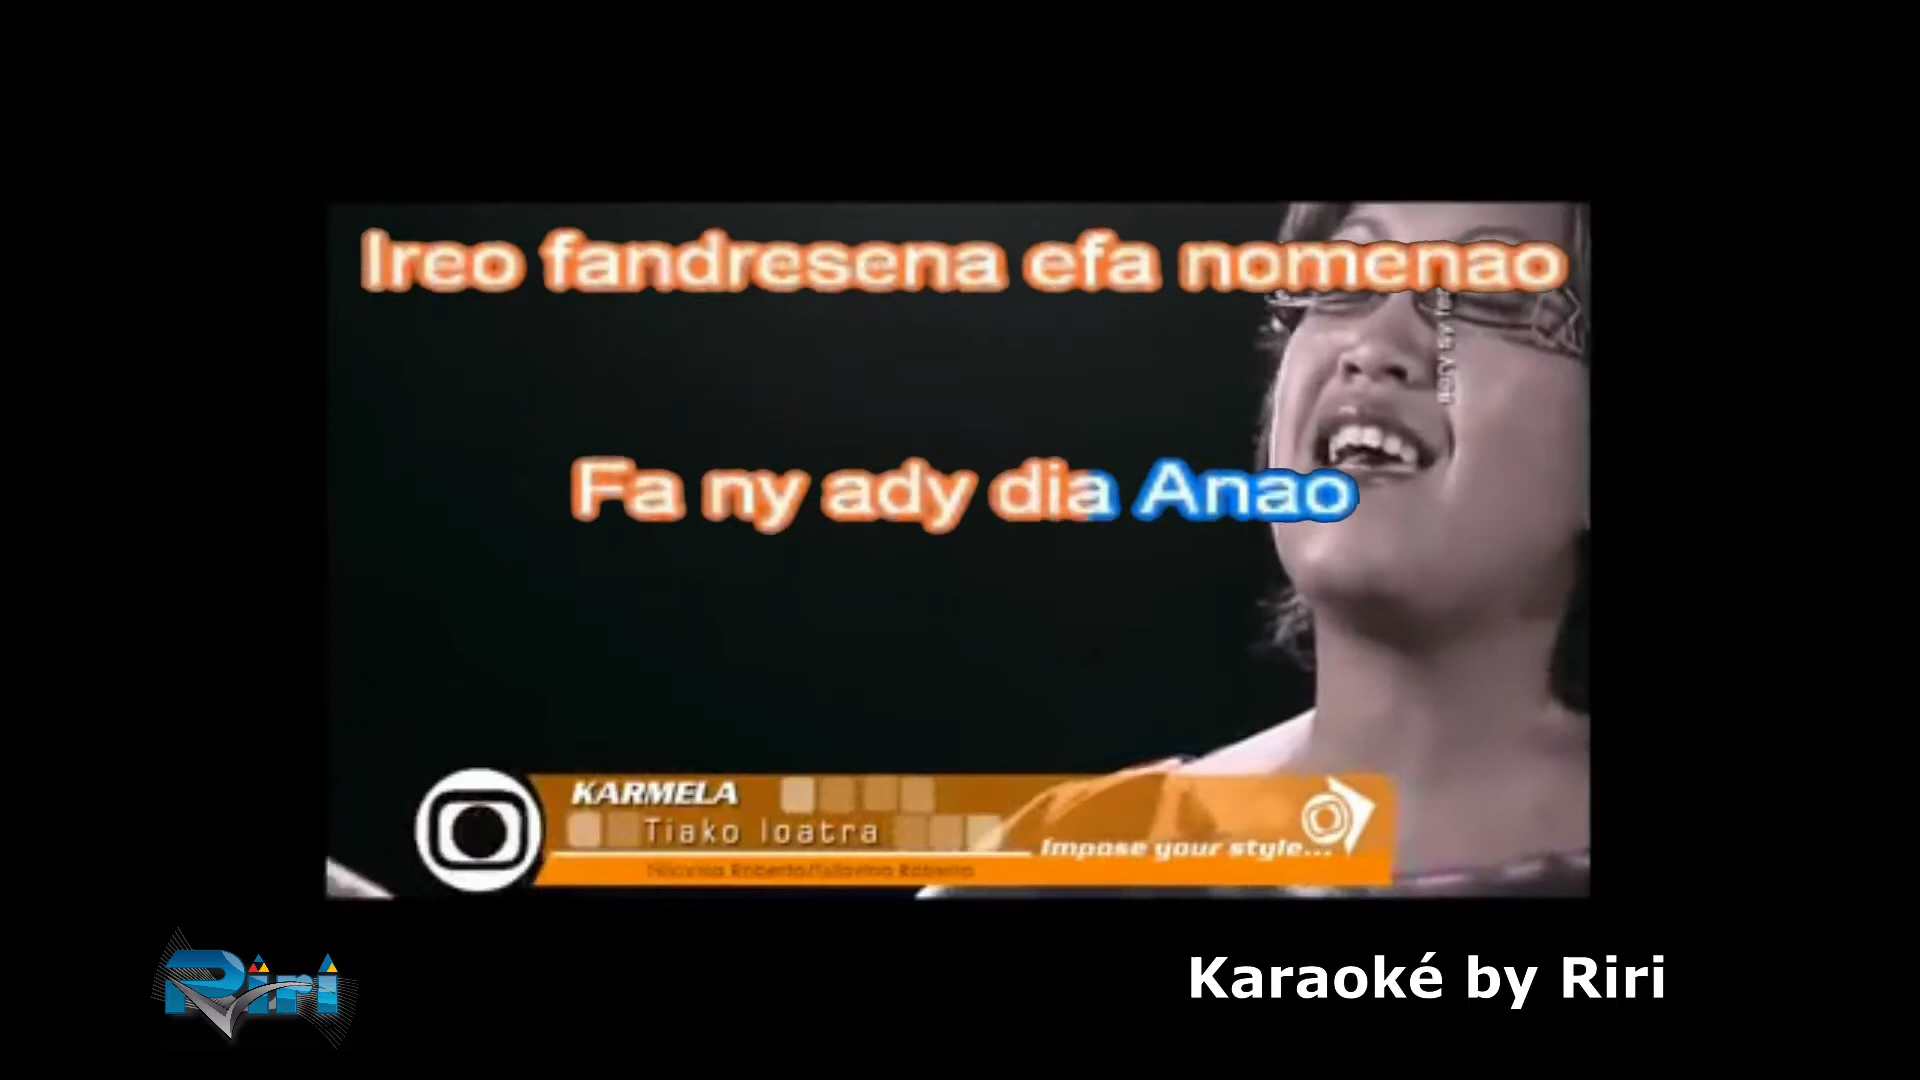 Ireo fandresena efa nomenao
Fa ny ady dia Anao
KARMELA
Tiako loatra
Impose your style...
Riri
Karaoké by Riri